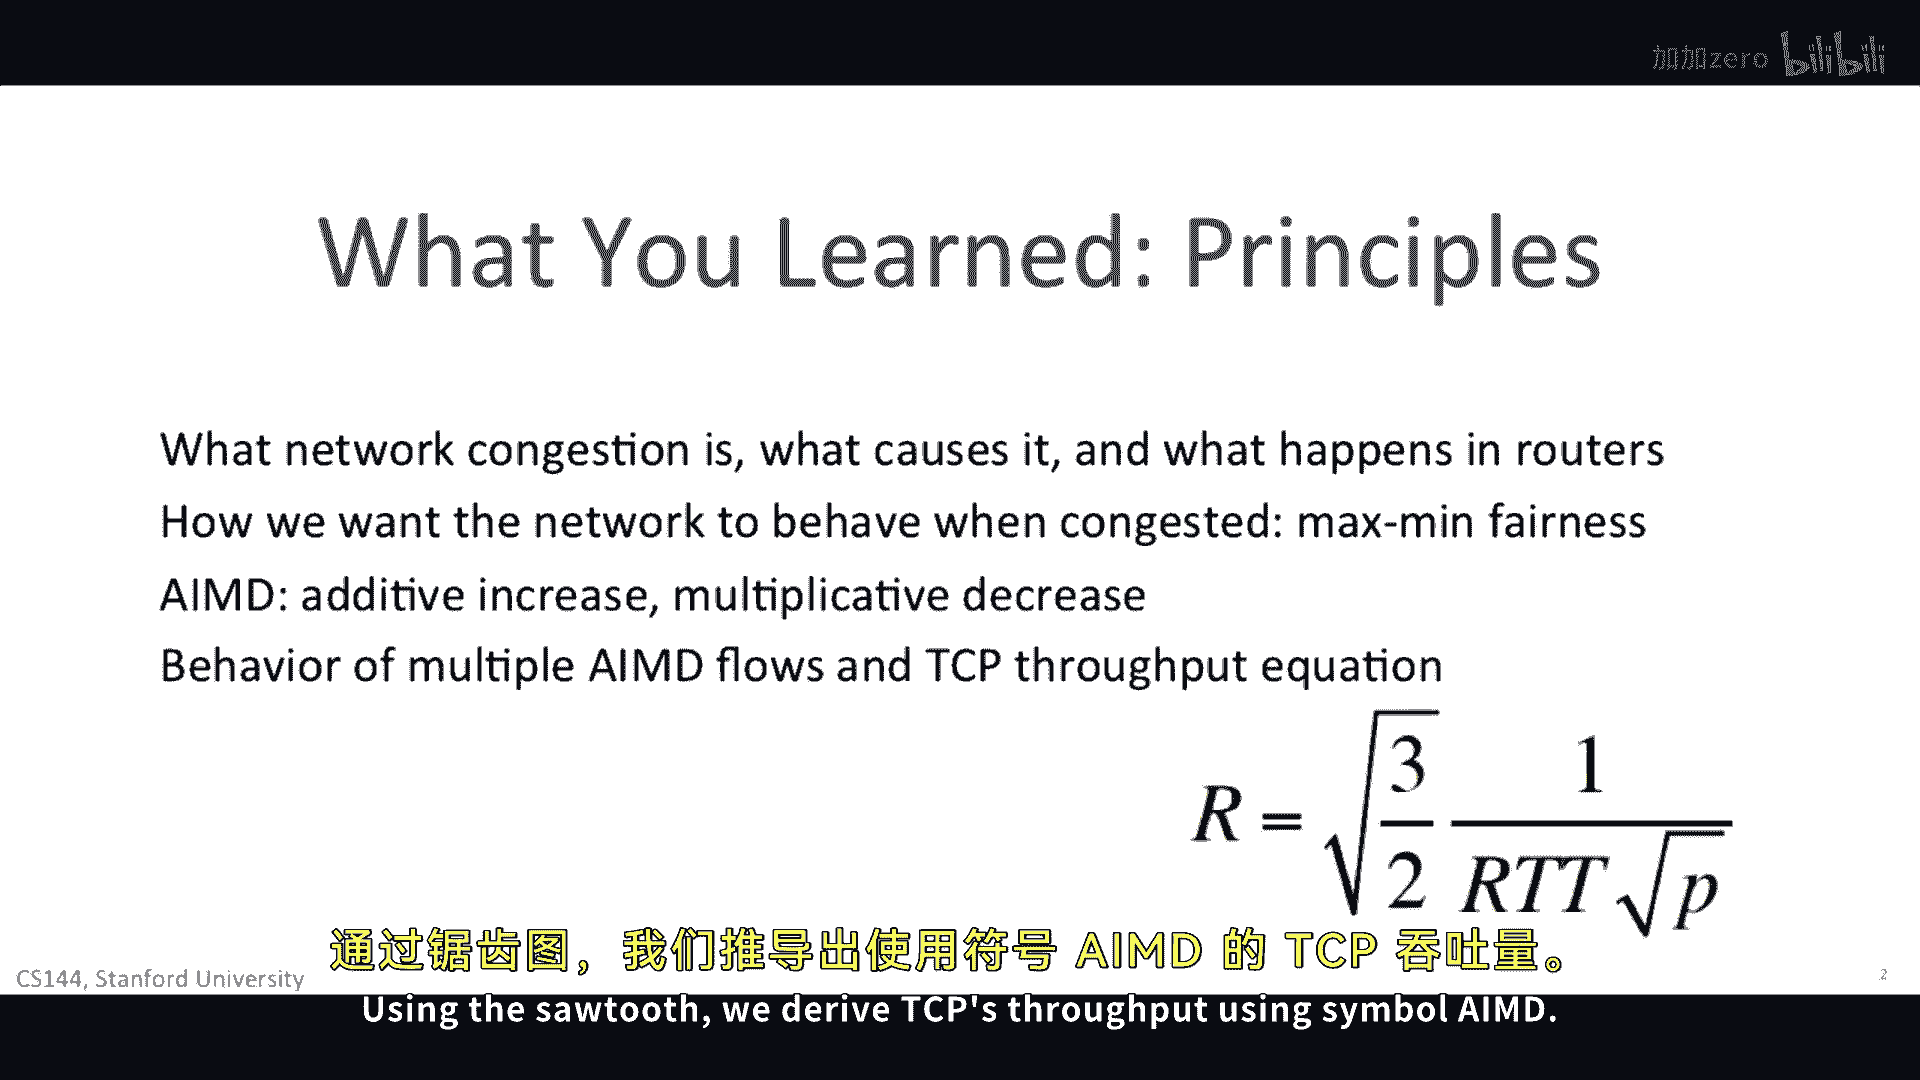 加加zero bilibili
What You Learned: Principles
What network congestion is, what causes it, and what happens in routers
How we want the network to behave when congested: max-min fairness
AIMD: additive increase, multiplicative decrease
Behavior of multiple AIMD flows and TCP throughput equation
R = √(3/2) 1/(RTT√p)
通过锯齿图，我们推导出使用符号 AIMD 的 TCP 吞吐量。
CS144, Stanford University
2
Using the sawtooth, we derive TCP's throughput using symbol AIMD.